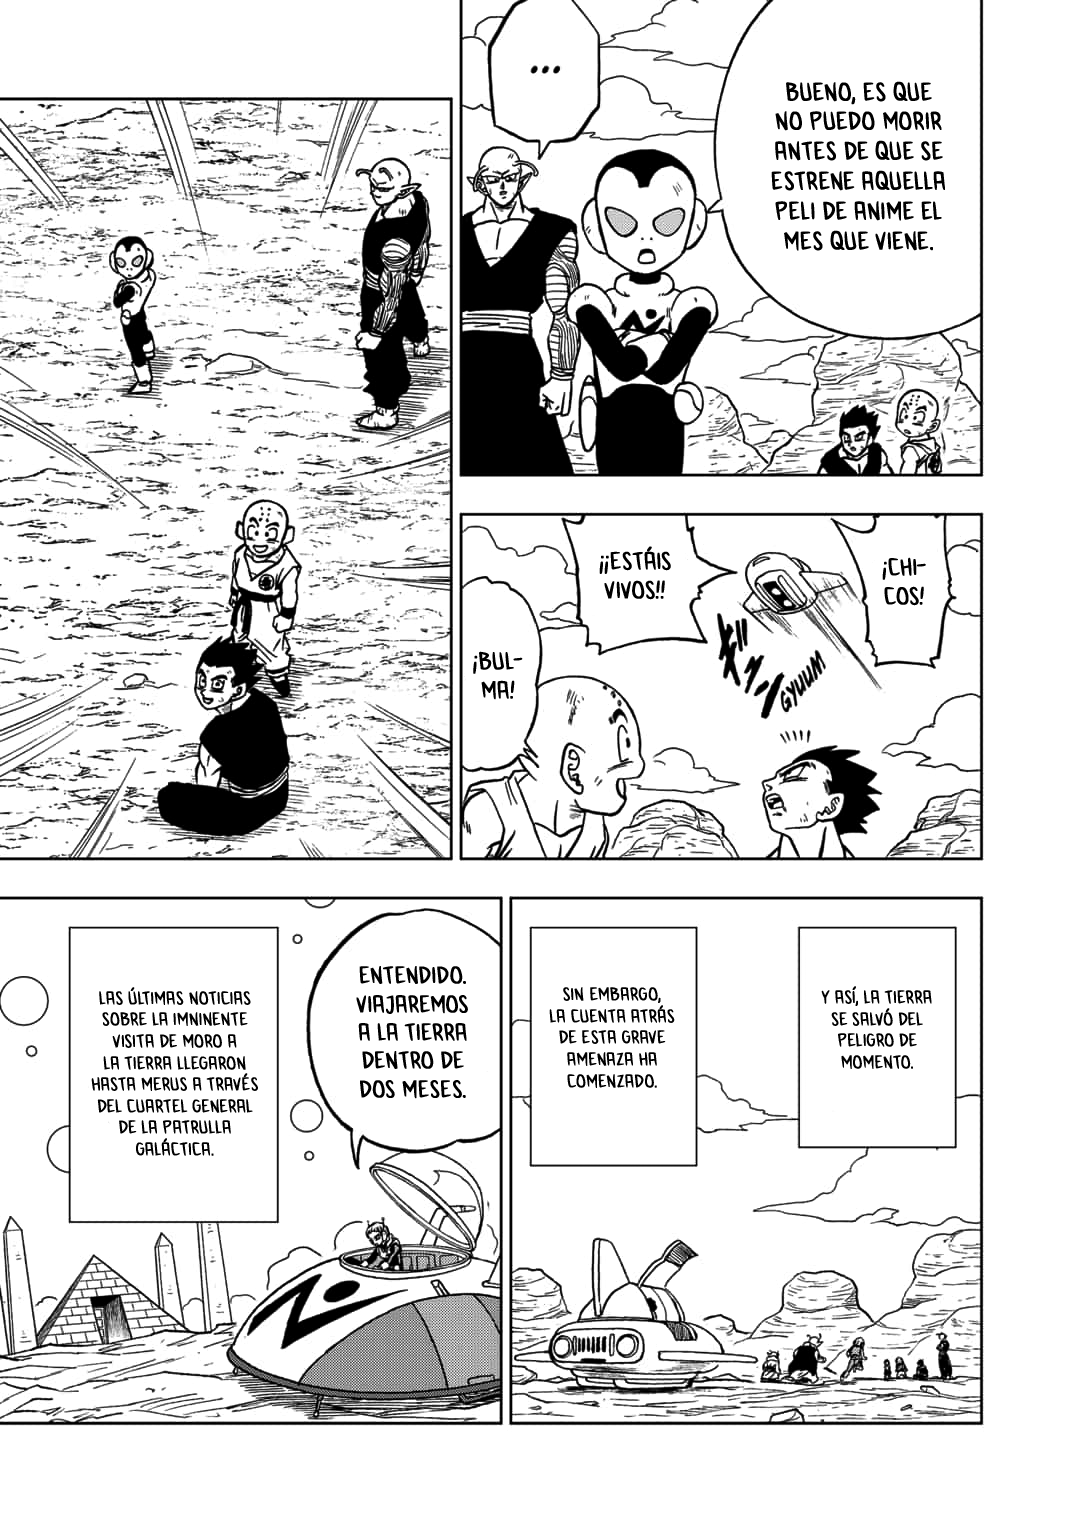 BUENO, ES QUE
NO PUEDO MORIR
ANTES DE QUE SE
ESTRENE AQUELLA
PELI DE ANIME EL
MES QUE VIENE.
...
¡CHI-
COS!
¡¡ESTÁIS
VIVOS!!
GYUUM
¡BUL-
MA!
Y ASÍ, LA TIERRA
SE SALVÓ DEL
PELIGRO DE
MOMENTO.
SIN EMBARGO,
LA CUENTA ATRÁS
DE ESTA GRAVE
AMENAZA HA
COMENZADO.
ENTENDIDO.
VIAJAREMOS
A LA TIERRA
DENTRO DE
DOS MESES.
LAS ÚLTIMAS NOTICIAS
SOBRE LA IMNINENTE
VISITA DE MORO A
LA TIERRA LLEGARON
HASTA MERUS A TRAVÉS
DEL CUARTEL GENERAL
DE LA PATRULLA
GALÁCTICA.